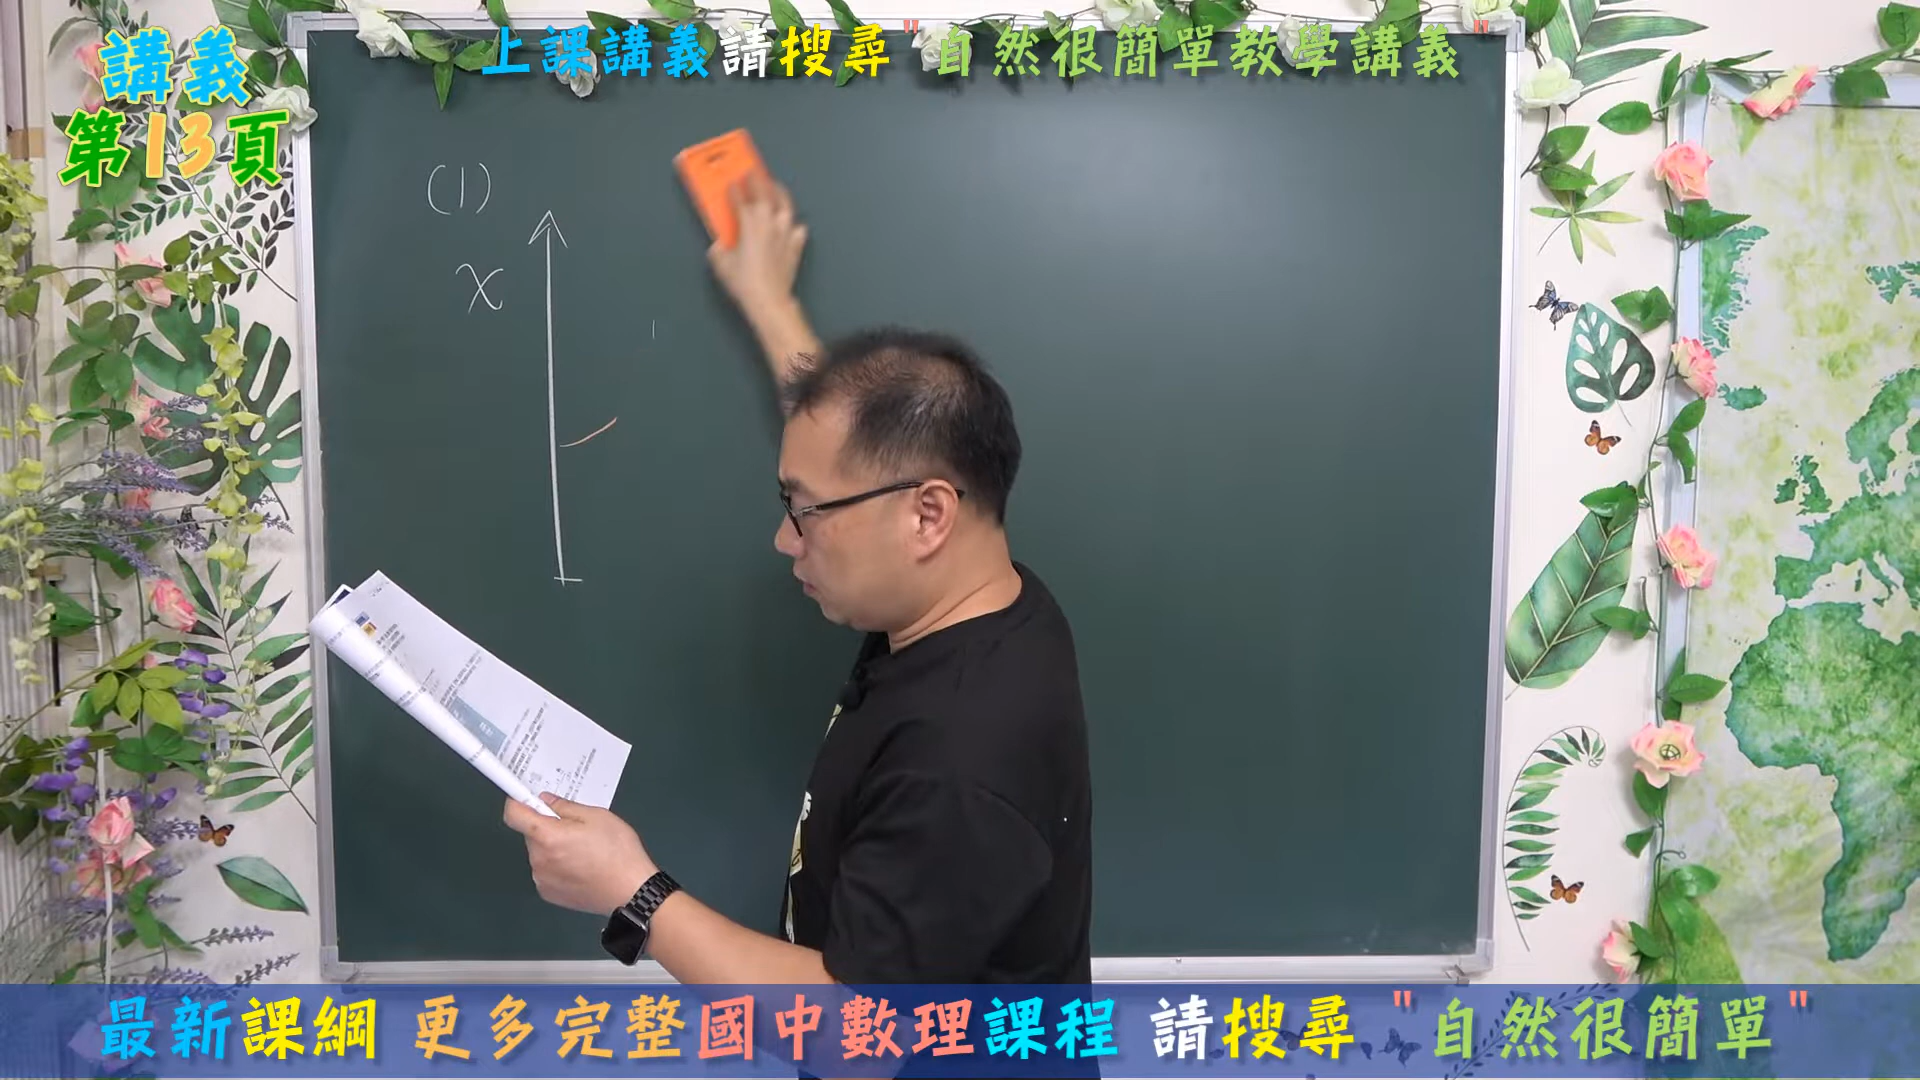 上課講義請搜尋"自然很簡單教學講義"
講義
第13頁
(1)
x
最新課綱 更多完整國中數理課程 請搜尋"自然很簡單"